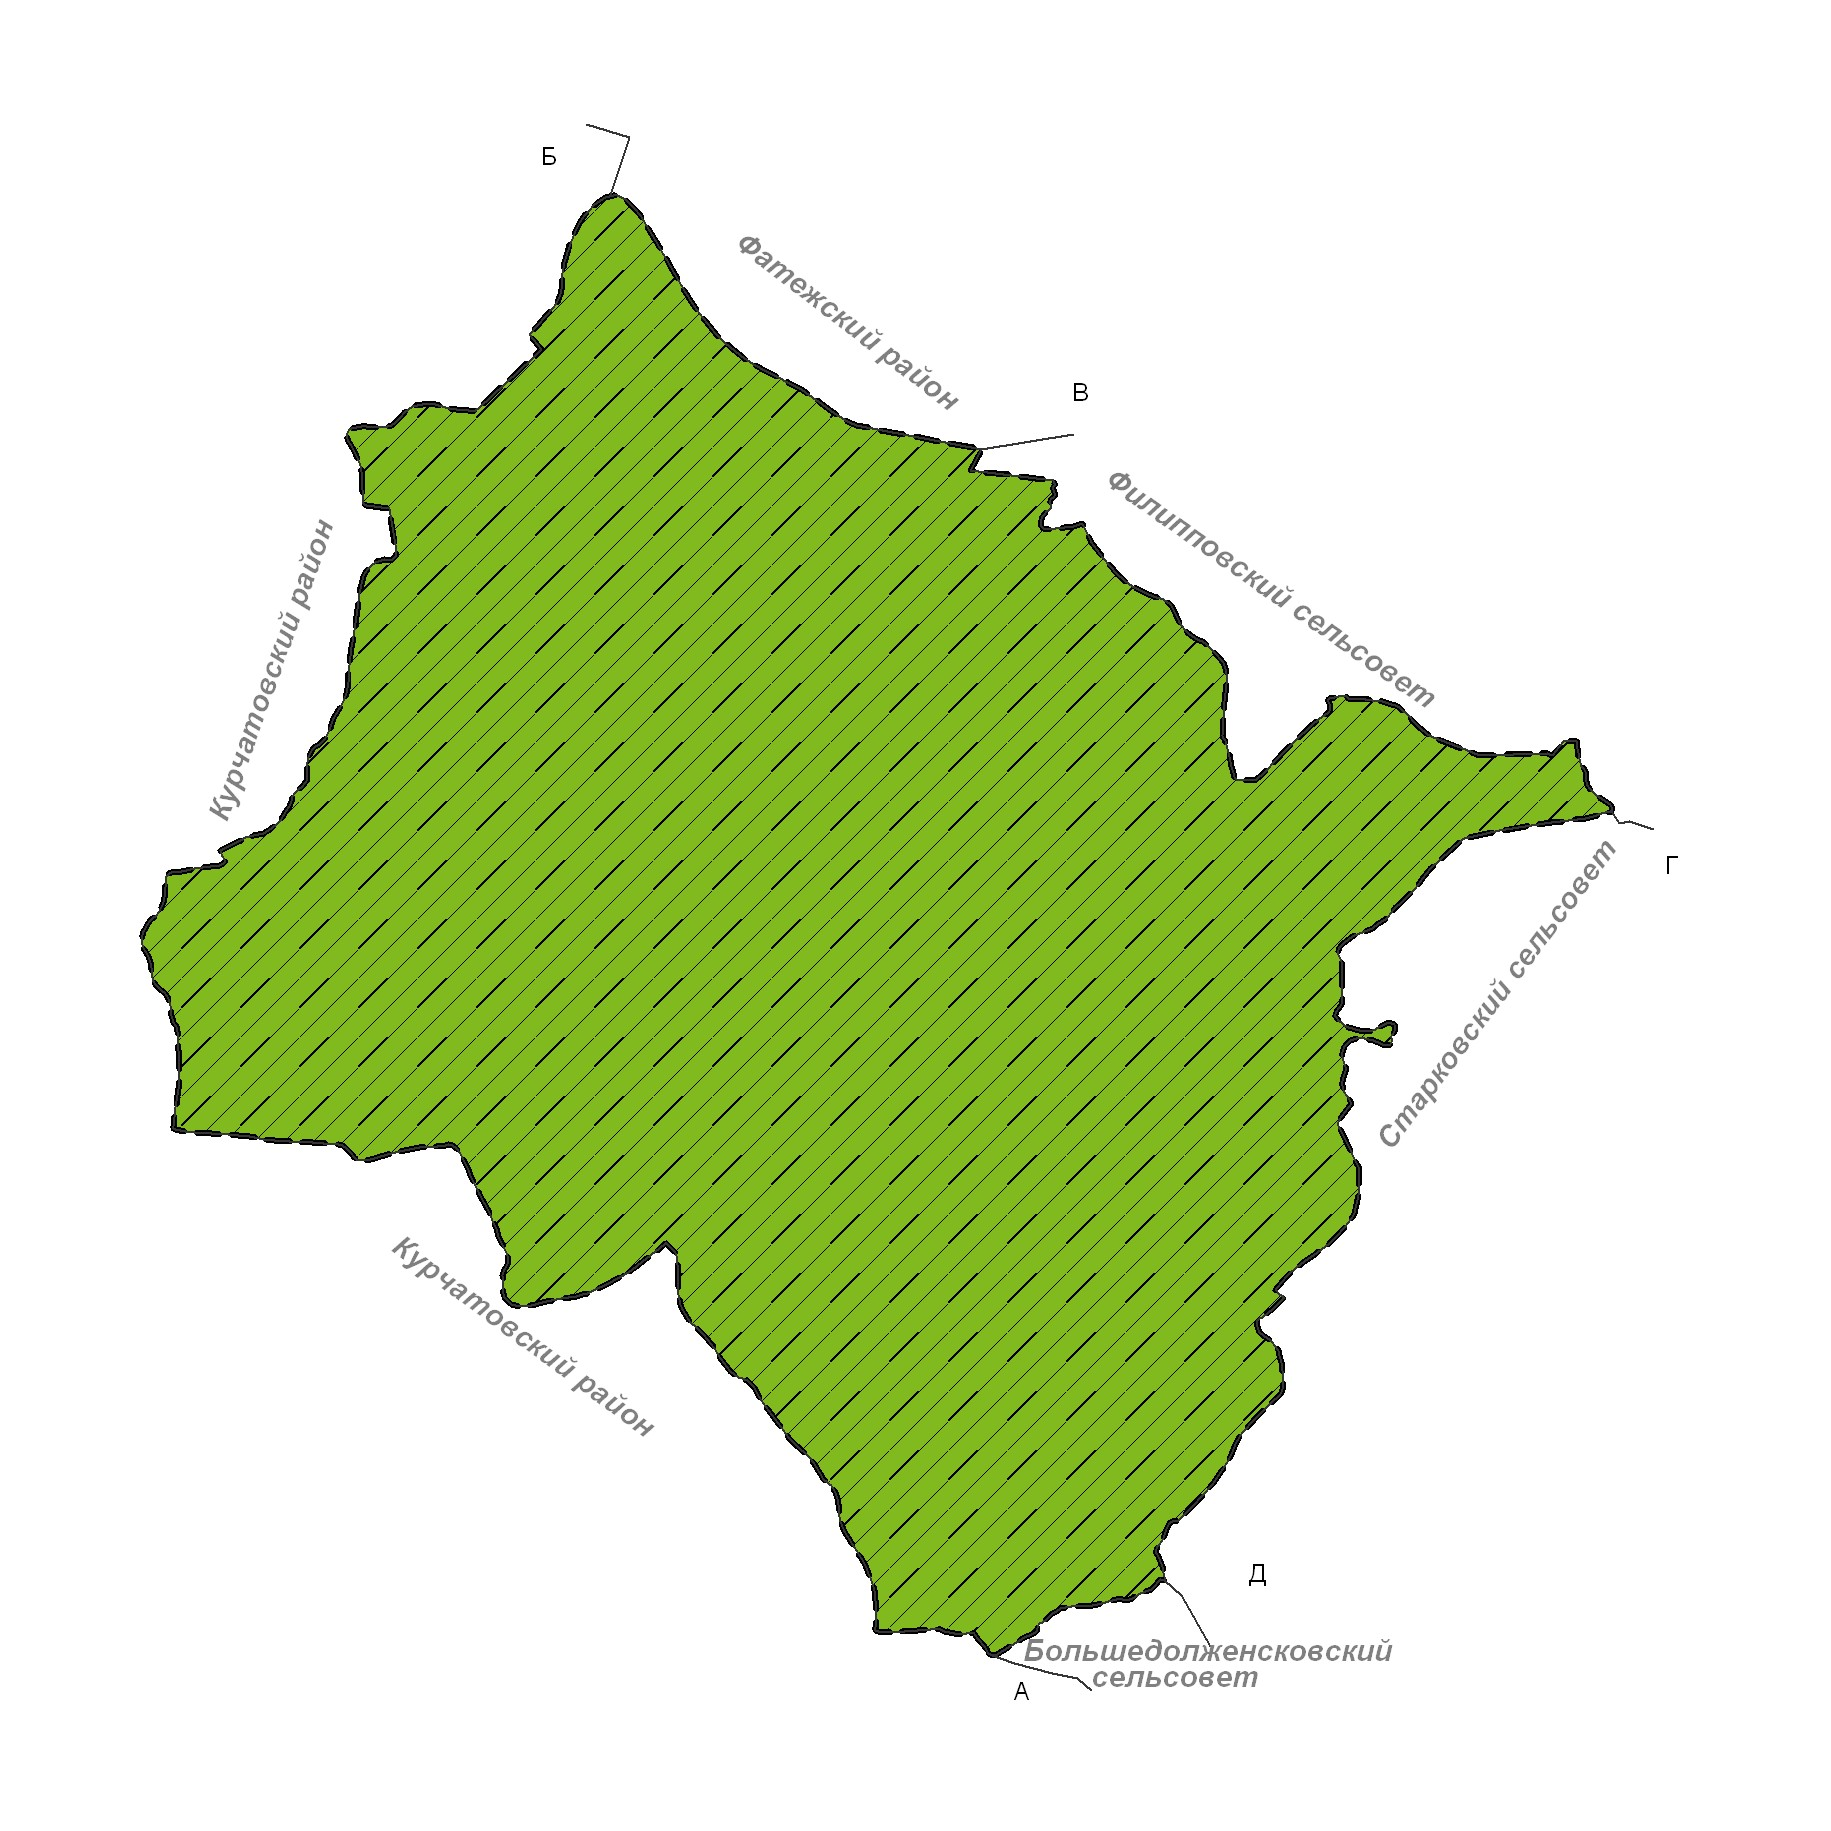 Б
Фатежский район
В
Филипповский сельсовет
Курчатовский район
Г
Старковский сельсовет
Курчатовский район
Д
Большедолженсковский
сельсовет
А